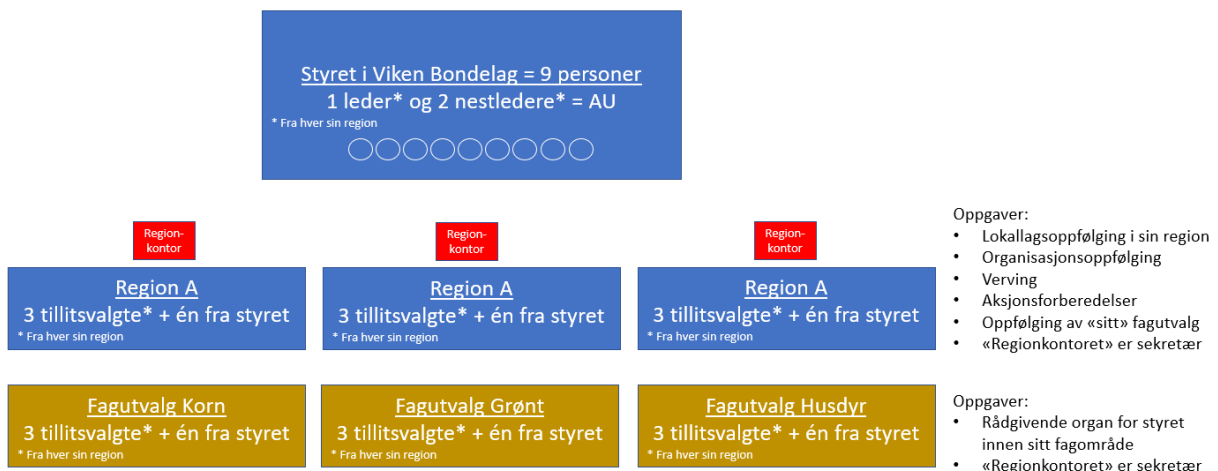 Styret i Viken Bondelag = 9 personer
1 leder* og 2 nestledere* = AU
* Fra hver sin region
Region-
kontor
Region-
kontor
Region-
kontor
Region A
3 tillitsvalgte* + én fra styret
* Fra hver sin region
Region A
3 tillitsvalgte* + én fra styret
* Fra hver sin region
Region A
3 tillitsvalgte* + én fra styret
* Fra hver sin region
Oppgaver:
• Lokallagsoppfølging i sin region
• Organisasjonsoppfølging
• Verving
• Aksjonsforberedelser
• Oppfølging av «sitt» fagutvalg
• «Regionkontoret» er sekretær
Fagutvalg Korn
3 tillitsvalgte* + én fra styret
* Fra hver sin region
Fagutvalg Grønt
3 tillitsvalgte* + én fra styret
* Fra hver sin region
Fagutvalg Husdyr
3 tillitsvalgte* + én fra styret
* Fra hver sin region
Oppgaver:
• Rådgivende organ for styret
innen sitt fagområde
• «Regionkontoret» er sekretær